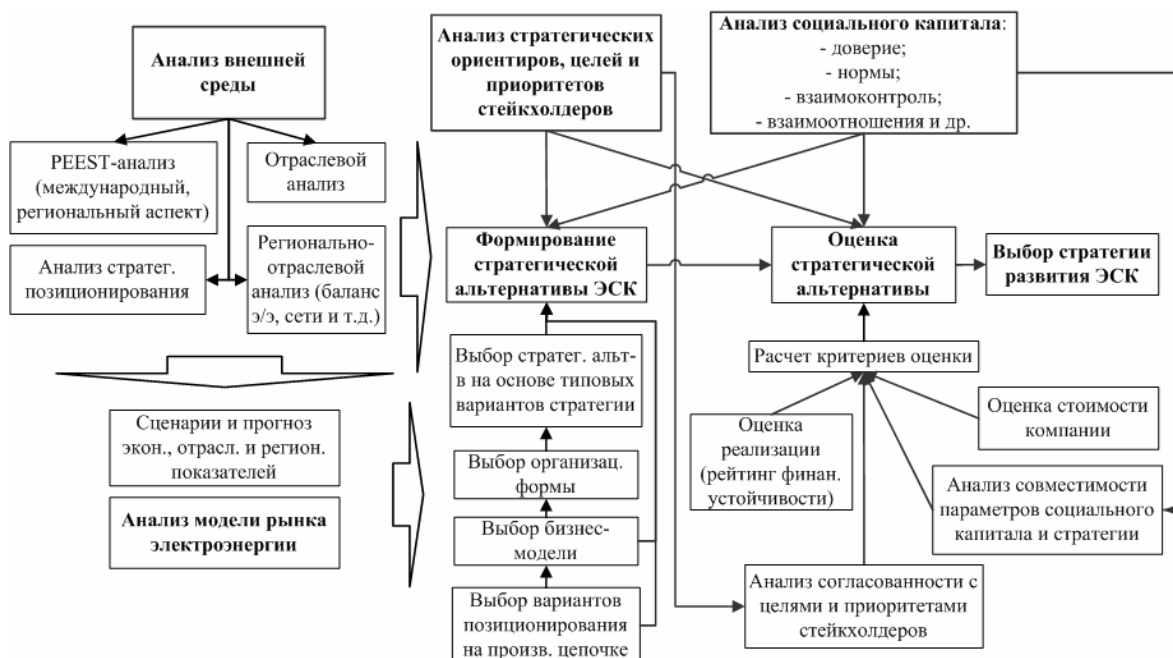 Анализ внешней
среды
PEEST-анализ
(международный,
региональный аспект)
Отраслевой
анализ
Анализ стратег.
позиционирования
Регионально-
отраслевой
анализ (баланс
э/э, сети и т.д.)
Сценарии и прогноз
экон., отрасл. и регион.
показателей
Анализ модели рынка
электроэнергии
Анализ стратегических
ориентиров, целей и
приоритетов
стейкхолдеров
Анализ социального капитала:
- доверие;
- нормы;
- взаимоконтроль;
- взаимоотношения и др.
Формирование
стратегической
альтернативы ЭСК
Оценка
стратегической
альтернативы
Выбор стратегии
развития ЭСК
Выбор стратег. альт-
в на основе типовых
вариантов стратегии
Выбор организац.
формы
Выбор бизнес-
модели
Выбор вариантов
позиционирования
на произв. цепочке
Расчет критериев оценки
Оценка
реализации
(рейтинг финан.
устойчивости)
Оценка стоимости
компании
Анализ совместимости
параметров социального
капитала и стратегии
Анализ согласованности с
целями и приоритетами
стейкхолдеров